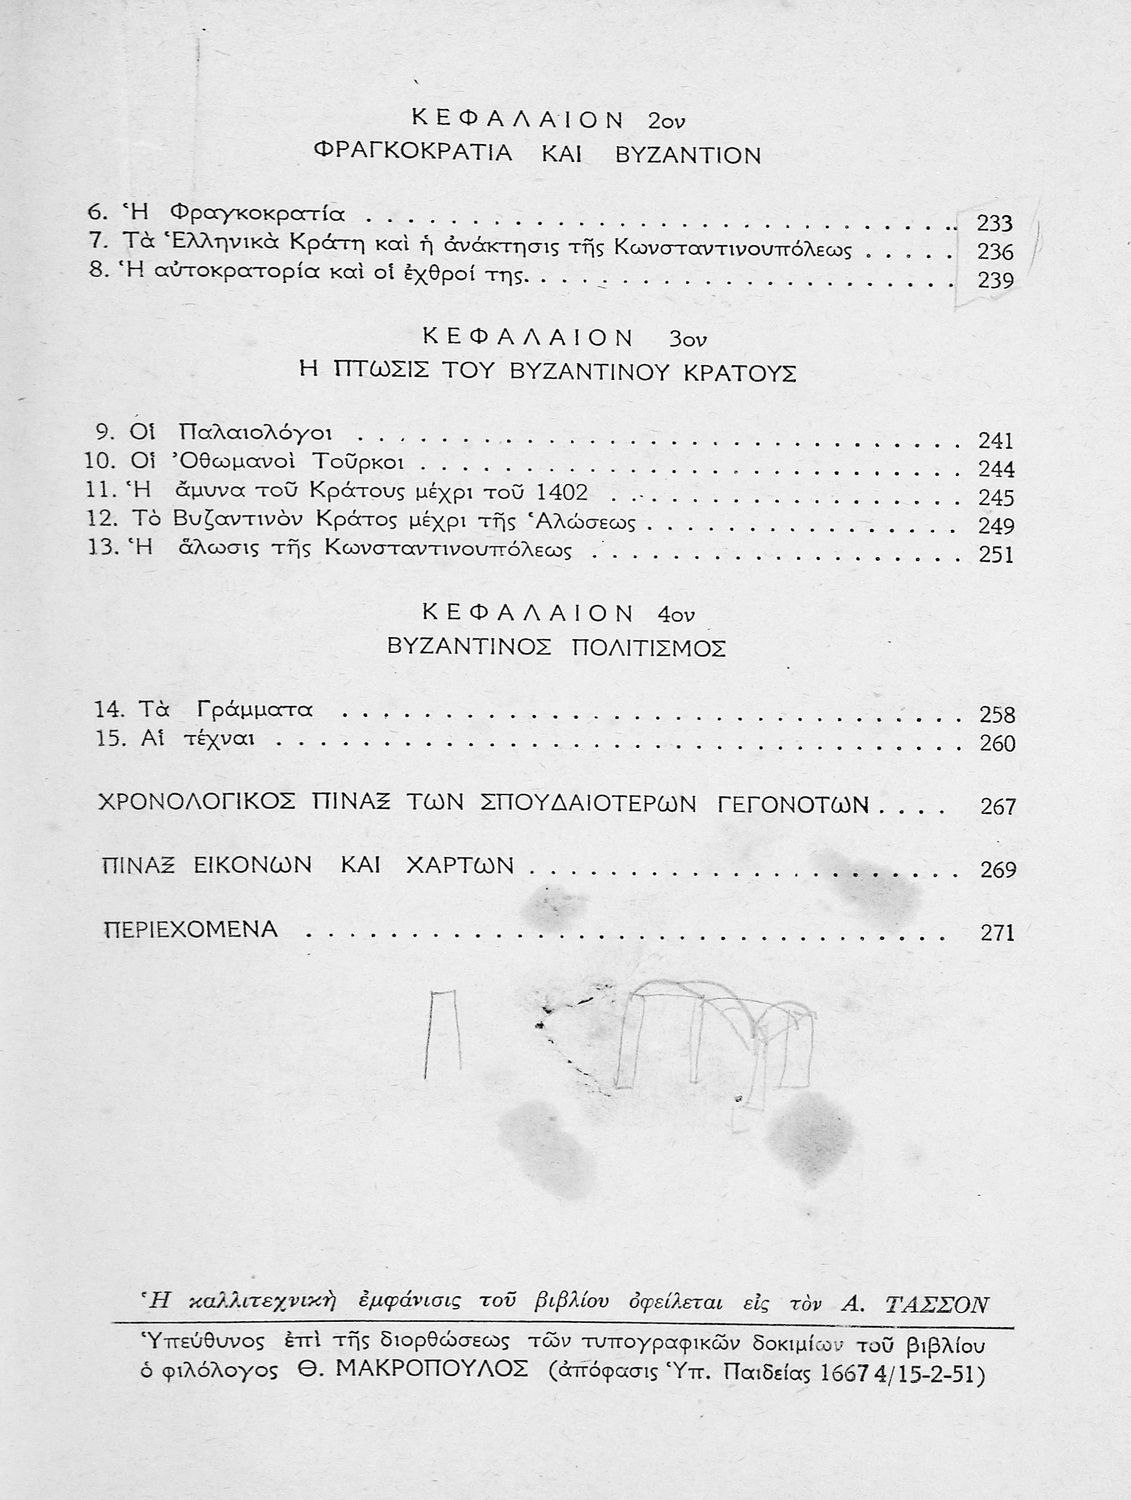 ΚΕΦΑΛΑΙΟΝ 2ον
ΦΡΑΓΚΟΚΡΑΤΙΑ ΚΑΙ ΒΥΖΑΝΤΙΟΝ
6. Ἡ Φραγκοκρατία . . . . . . . . . . . . . . . . . . . . . . . . . . . . . 233
7. Τὰ Ἑλληνικὰ Κράτη καὶ ἡ ἀνάκτησις τῆς Κωνσταντινουπόλεως . . . . . 236
8. Ἡ αὐτοκρατορία καὶ οἱ ἐχθροί της. . . . . . . . . . . . . . . . . . . . . . 239
ΚΕΦΑΛΑΙΟΝ 3ον
Η ΠΤΩΣΙΣ ΤΟΥ ΒΥΖΑΝΤΙΝΟΥ ΚΡΑΤΟΥΣ
9. Οἱ Παλαιολόγοι . . . . . . . . . . . . . . . . . . . . . . . . . . . . . 241
10. Οἱ Ὀθωμανοὶ Τοῦρκοι . . . . . . . . . . . . . . . . . . . . . . . . . . 244
11. Ἡ ἄμυνα τοῦ Κράτους μέχρι τοῦ 1402 . . . . . . . . . . . . . . . . . 245
12. Τὸ Βυζαντινὸν Κράτος μέχρι τῆς Ἁλώσεως . . . . . . . . . . . . . . . 249
13. Ἡ ἅλωσις τῆς Κωνσταντινουπόλεως . . . . . . . . . . . . . . . . . . 251
ΚΕΦΑΛΑΙΟΝ 4ον
ΒΥΖΑΝΤΙΝΟΣ ΠΟΛΙΤΙΣΜΟΣ
14. Τὰ Γράμματα . . . . . . . . . . . . . . . . . . . . . . . . . . . . . . 258
15. Αἱ τέχναι . . . . . . . . . . . . . . . . . . . . . . . . . . . . . . . . . 260
ΧΡΟΝΟΛΟΓΙΚΟΣ ΠΙΝΑΞ ΤΩΝ ΣΠΟΥΔΑΙΟΤΕΡΩΝ ΓΕΓΟΝΟΤΩΝ . . . . 267
ΠΙΝΑΞ ΕΙΚΟΝΩΝ ΚΑΙ ΧΑΡΤΩΝ . . . . . . . . . . . . . . . . . . . . . . 269
ΠΕΡΙΕΧΟΜΕΝΑ . . . . . . . . . . . . . . . . . . . . . . . . . . . . . . . 271
Ἡ καλλιτεχνικὴ ἐμφάνισις τοῦ βιβλίου ὀφείλεται εἰς τὸν Α. ΤΑΣΣΟΝ
Ὑπεύθυνος ἐπὶ τῆς διορθώσεως τῶν τυπογραφικῶν δοκιμίων τοῦ βιβλίου
ὁ φιλόλογος Θ. ΜΑΚΡΟΠΟΥΛΟΣ (ἀπόφασις Ὑπ. Παιδείας 16674/15-2-51)